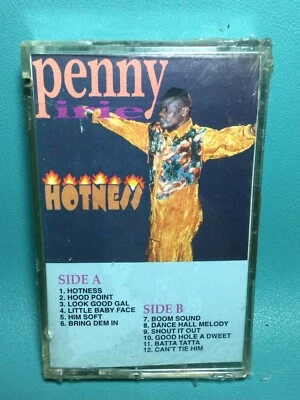 penny
irie
HOTNESS
SIDE A
1. HOTNESS
2. HOOD POINT
3. LOOK GOOD GAL
4. LITTLE BABY FACE
5. HIM SOFT
6. BRING DEM IN
SIDE B
7. BOOM SOUND
8. DANCE HALL MELODY
9. SHOUT IT OUT
10. GOOD HOLE A DWEET
11. BATTA TATTA
12. CAN'T TIE HIM